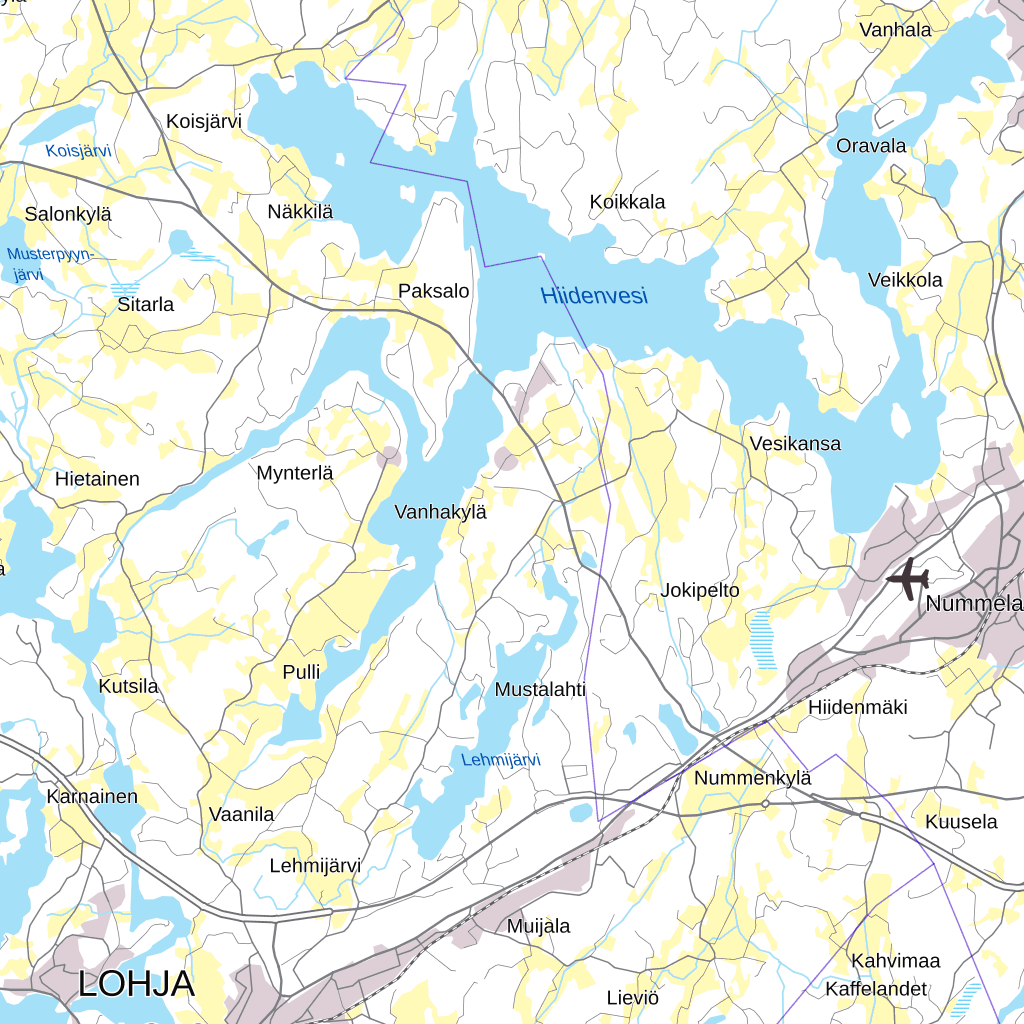 Vanhala
Koisjärvi
Koisjärvi
Oravala
Salonkylä
Näkkilä
Koikkala
Musterpyyn-
järvi
Sitarla
Paksalo
Hiidenvesi
Veikkola
Vesikansa
Hietainen
Mynterlä
Vanhakylä
Jokipelto
Nummela
Kutsila
Pulli
Mustalahti
Hiidenmäki
Lehmijärvi
Nummenkylä
Karnainen
Vaanila
Kuusela
Lehmijärvi
Muijala
LOHJA
Kahvimaa
Kaffelandet
Lieviö